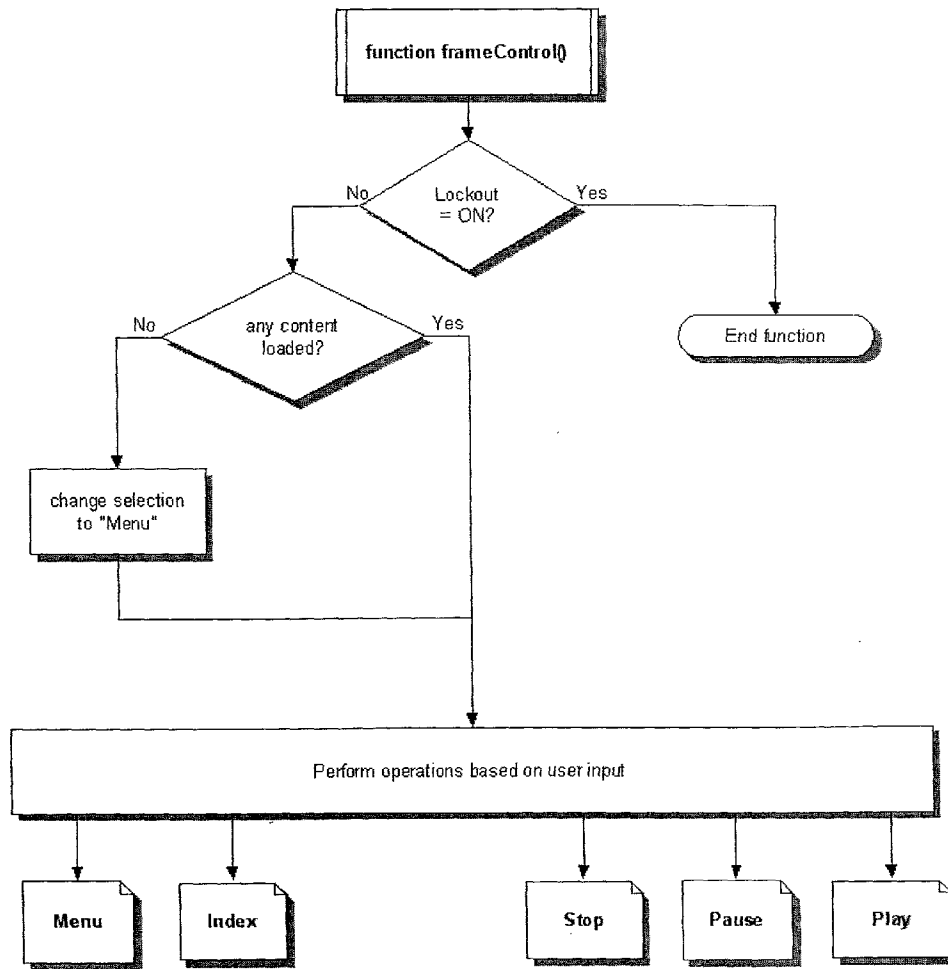 function frameControl()
Lockout
= ON?
No
Yes
any content
loaded?
No
Yes
End function
change selection
to "Menu"
Perform operations based on user input
Menu
Index
Stop
Pause
Play